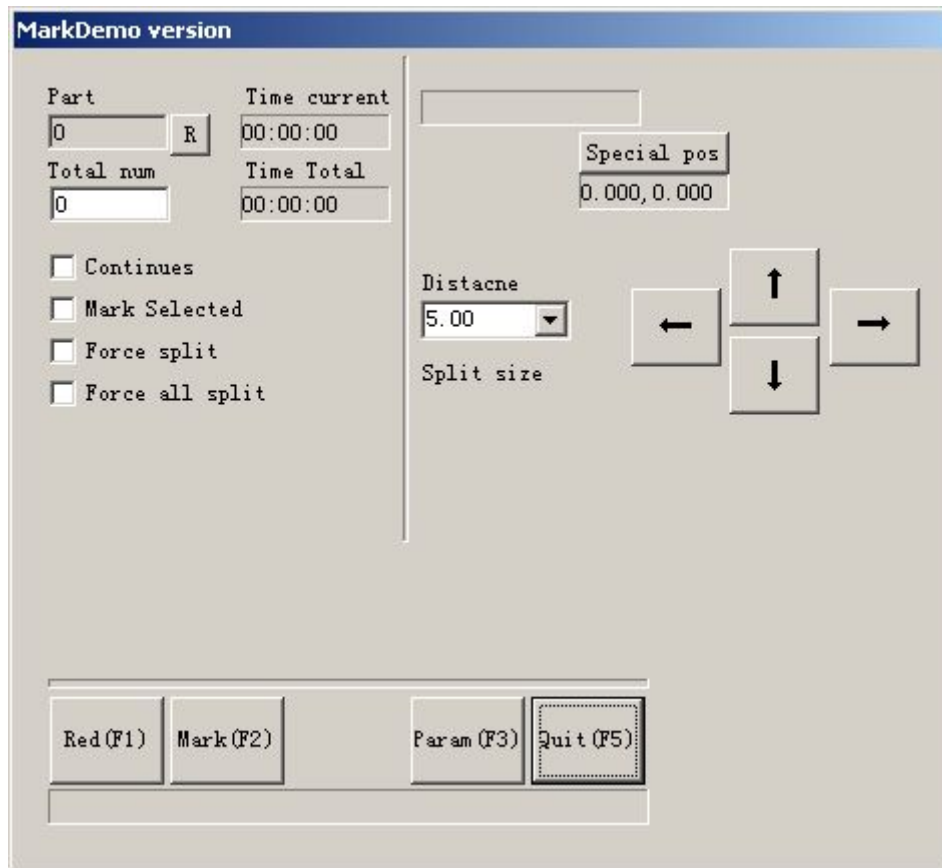 MarkDemo version
Part
Time current
0
R
00:00:00
Total num
Time Total
0
00:00:00
Continues
Mark Selected
Force split
Force all split
Special pos
0.000,0.000
Distacne
5.00
Split size
Red(F1)
Mark(F2)
Param(F3)
Quit(F5)